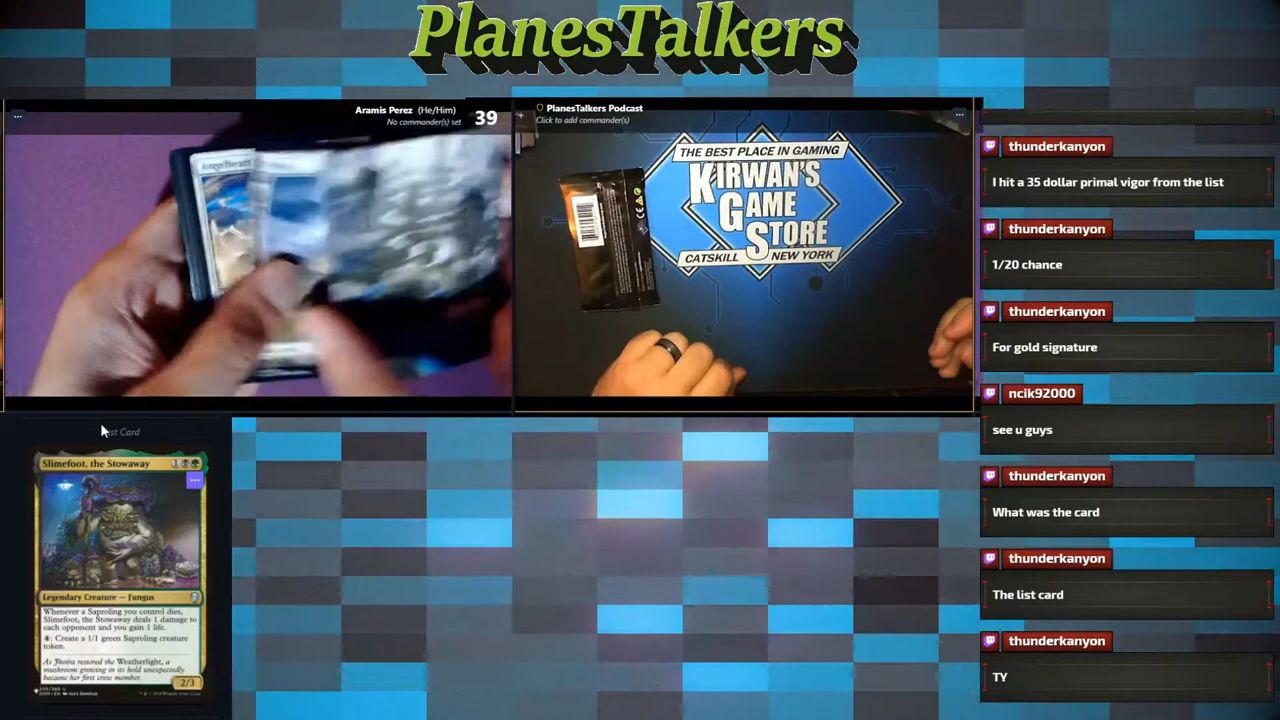 PlanesTalkers
Aramis Perez (He/Him)
No commander(s) set
39
PlanesTalkers Podcast
Click to add commander(s)
THE BEST PLACE IN GAMING
KIRWAN'S
GAME
STORE
CATSKILL NEW YORK
Card
Slimefoot, the Stowaway
1
Legendary Creature — Fungus
Whenever a Saproling you control dies,
Slimefoot, the Stowaway deals 1 damage to
each opponent and you gain 1 life.
4: Create a 1/1 green Saproling creature
token.
As Jhoira restored the Weatherlight, a
mushroom growing in its hold unexpectedly
became her first crew member.
2/3
thunderkanyon
I hit a 35 dollar primal vigor from the list
thunderkanyon
1/20 chance
thunderkanyon
For gold signature
ncik92000
see u guys
thunderkanyon
What was the card
thunderkanyon
The list card
thunderkanyon
TY